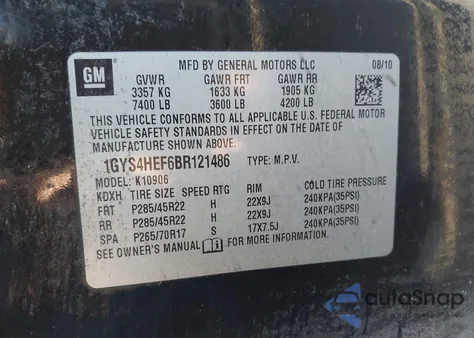 GM
MFD BY GENERAL MOTORS LLC 08/10
GVWR GAWR FRT GAWR RR
3357 KG 1633 KG 1905 KG
7400 LB 3600 LB 4200 LB
THIS VEHICLE CONFORMS TO ALL APPLICABLE U.S. FEDERAL MOTOR
VEHICLE SAFETY STANDARDS IN EFFECT ON THE DATE OF
MANUFACTURE SHOWN ABOVE.
1GYS4HEF6BR121486 TYPE: M.P.V.
MODEL: K10906
KDXH TIRE SIZE SPEED RTG RIM COLD TIRE PRESSURE
FRT P285/45R22 H 22X9J 240KPA(35PSI)
RR P285/45R22 H 22X9J 240KPA(35PSI)
SPA P265/70R17 S 17X7.5J 240KPA(35PSI)
SEE OWNER'S MANUAL FOR MORE INFORMATION.
autoSnap